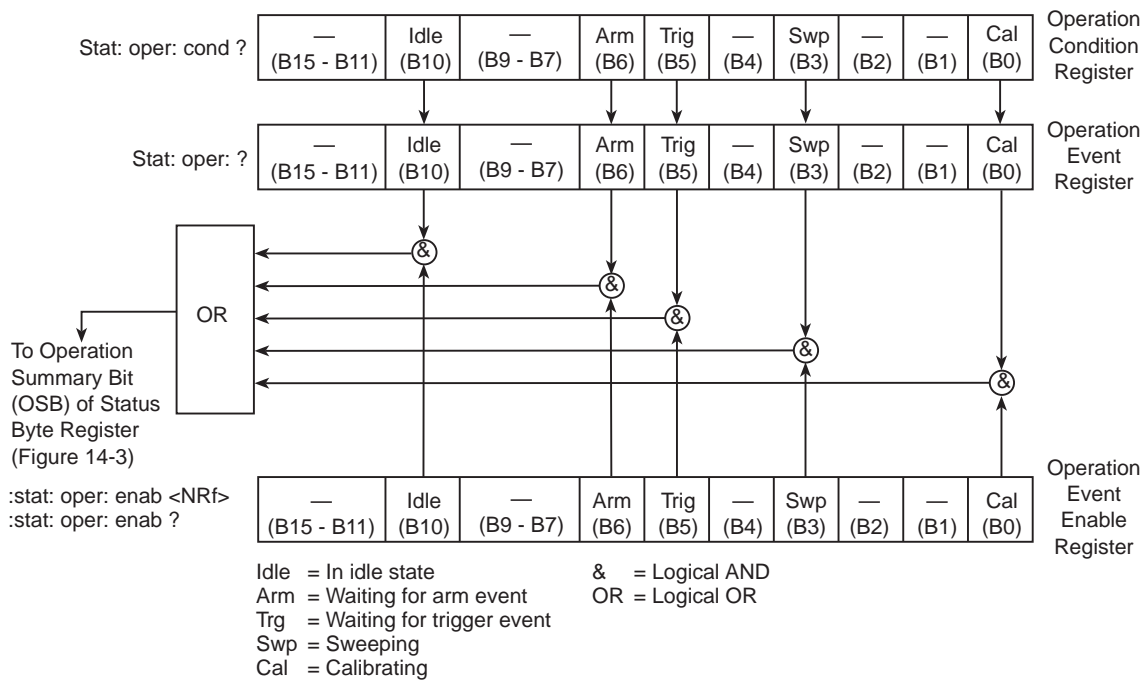 Stat: oper: cond ?
— Idle — Arm Trig — Swp — — Cal
(B15 - B11) (B10) (B9 - B7) (B6) (B5) (B4) (B3) (B2) (B1) (B0)
Operation
Condition
Register
Stat: oper: ?
— Idle — Arm Trig — Swp — — Cal
(B15 - B11) (B10) (B9 - B7) (B6) (B5) (B4) (B3) (B2) (B1) (B0)
Operation
Event
Register
&
&
&
&
&
OR
To Operation
Summary Bit
(OSB) of Status
Byte Register
(Figure 14-3)
:stat: oper: enab <NRf>
:stat: oper: enab ?
— Idle — Arm Trig — Swp — — Cal
(B15 - B11) (B10) (B9 - B7) (B6) (B5) (B4) (B3) (B2) (B1) (B0)
Operation
Event
Enable
Register
Idle = In idle state
Arm = Waiting for arm event
Trg = Waiting for trigger event
Swp = Sweeping
Cal = Calibrating
& = Logical AND
OR = Logical OR